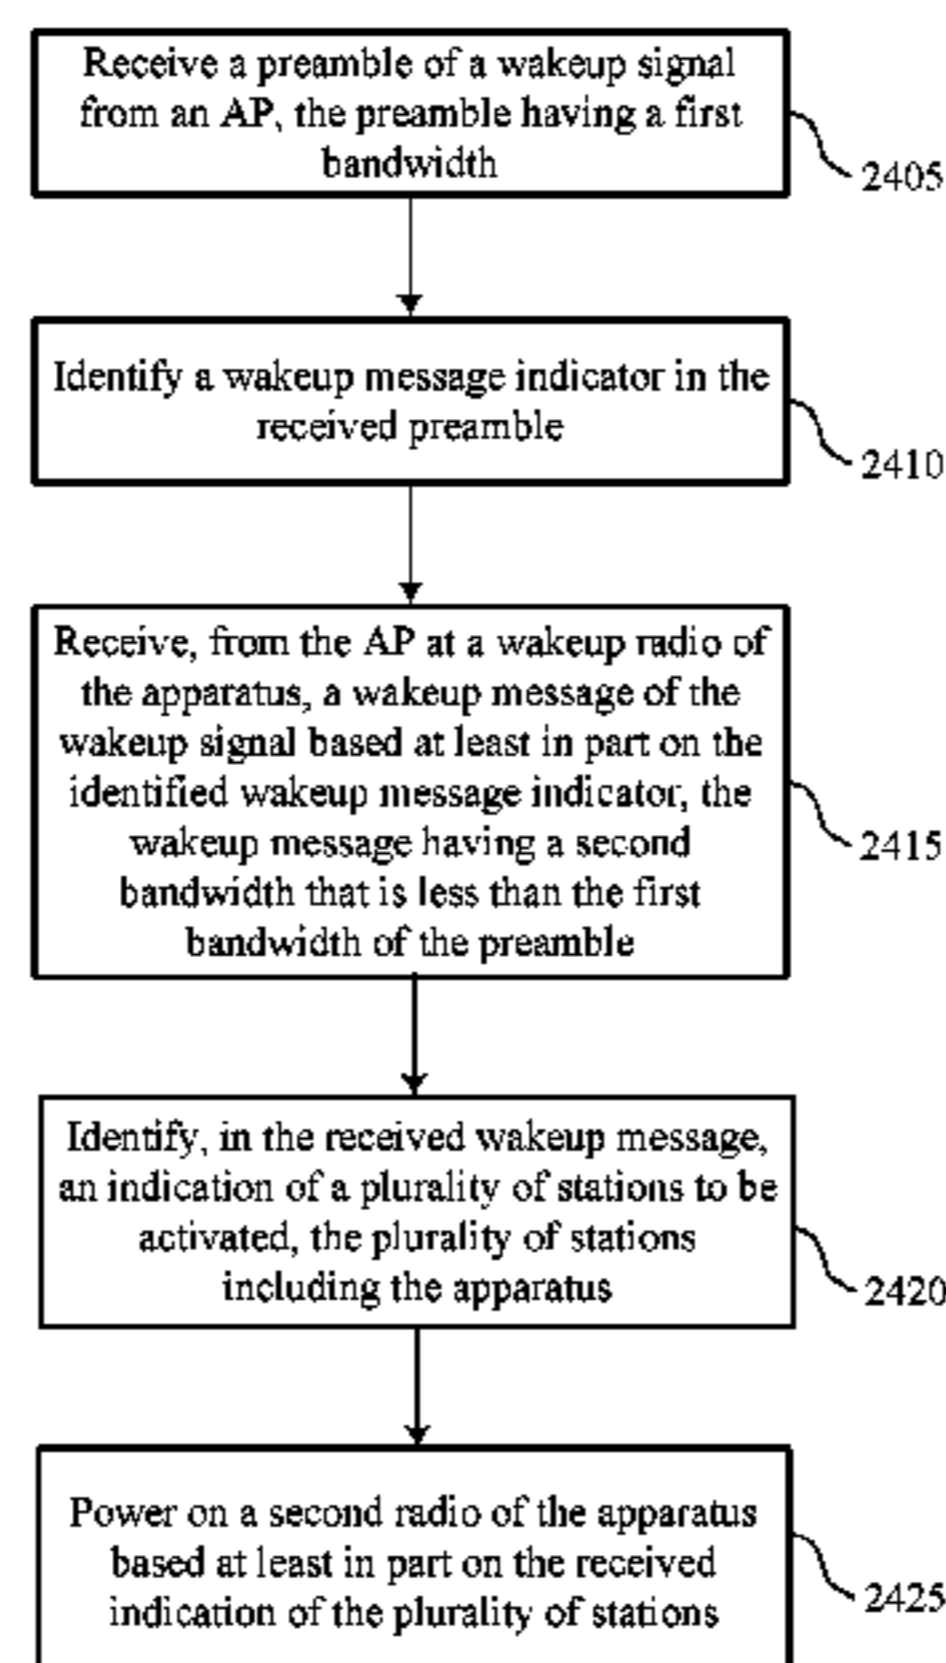 Receive a preamble of a wakeup signal
from an AP, the preamble having a first
bandwidth
2405
Identify a wakeup message indicator in the
received preamble
2410
Receive, from the AP at a wakeup radio of
the apparatus, a wakeup message of the
wakeup signal based at least in part on the
identified wakeup message indicator, the
wakeup message having a second
bandwidth that is less than the first
bandwidth of the preamble
2415
Identify, in the received wakeup message,
an indication of a plurality of stations to be
activated, the plurality of stations
including the apparatus
2420
Power on a second radio of the apparatus
based at least in part on the received
indication of the plurality of stations
2425